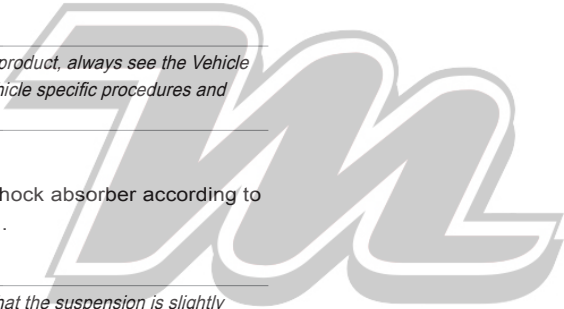 product, always see the Vehicle
hicle specific procedures and
hock absorber according to
.
hat the suspension is slightly